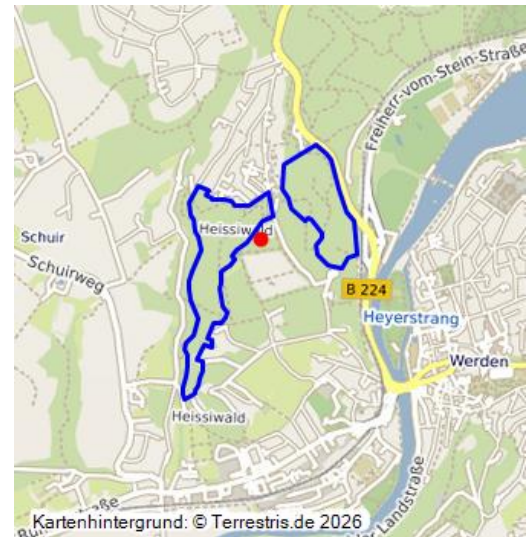 Freiherr-vom-Stein-Straße
Heissiwald
Schuir
Schuirweg
B 224
Heyerstrang
Werden
Heissiwald
Landstraße
Kartenhintergrund: © Terrestris.de 2026